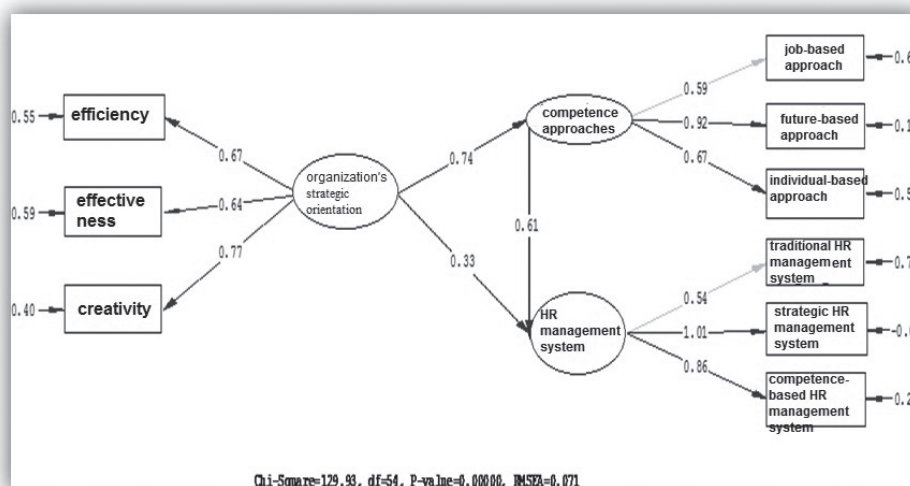 0.55
efficiency
0.67
0.59
effective
ness
0.64
0.40
creativity
0.77
organization's
strategic
orientation
0.74
0.33
competence
approaches
0.61
HR
management
system
0.59
job-based
approach
0.92
future-based
approach
0.67
individual-based
approach
0.54
traditional HR
management
system
1.01
strategic HR
management
system
0.86
competence-
based HR
management
system
Chi-Square=129.93, df=54, P-value=0.00000, RMSEA=0.071